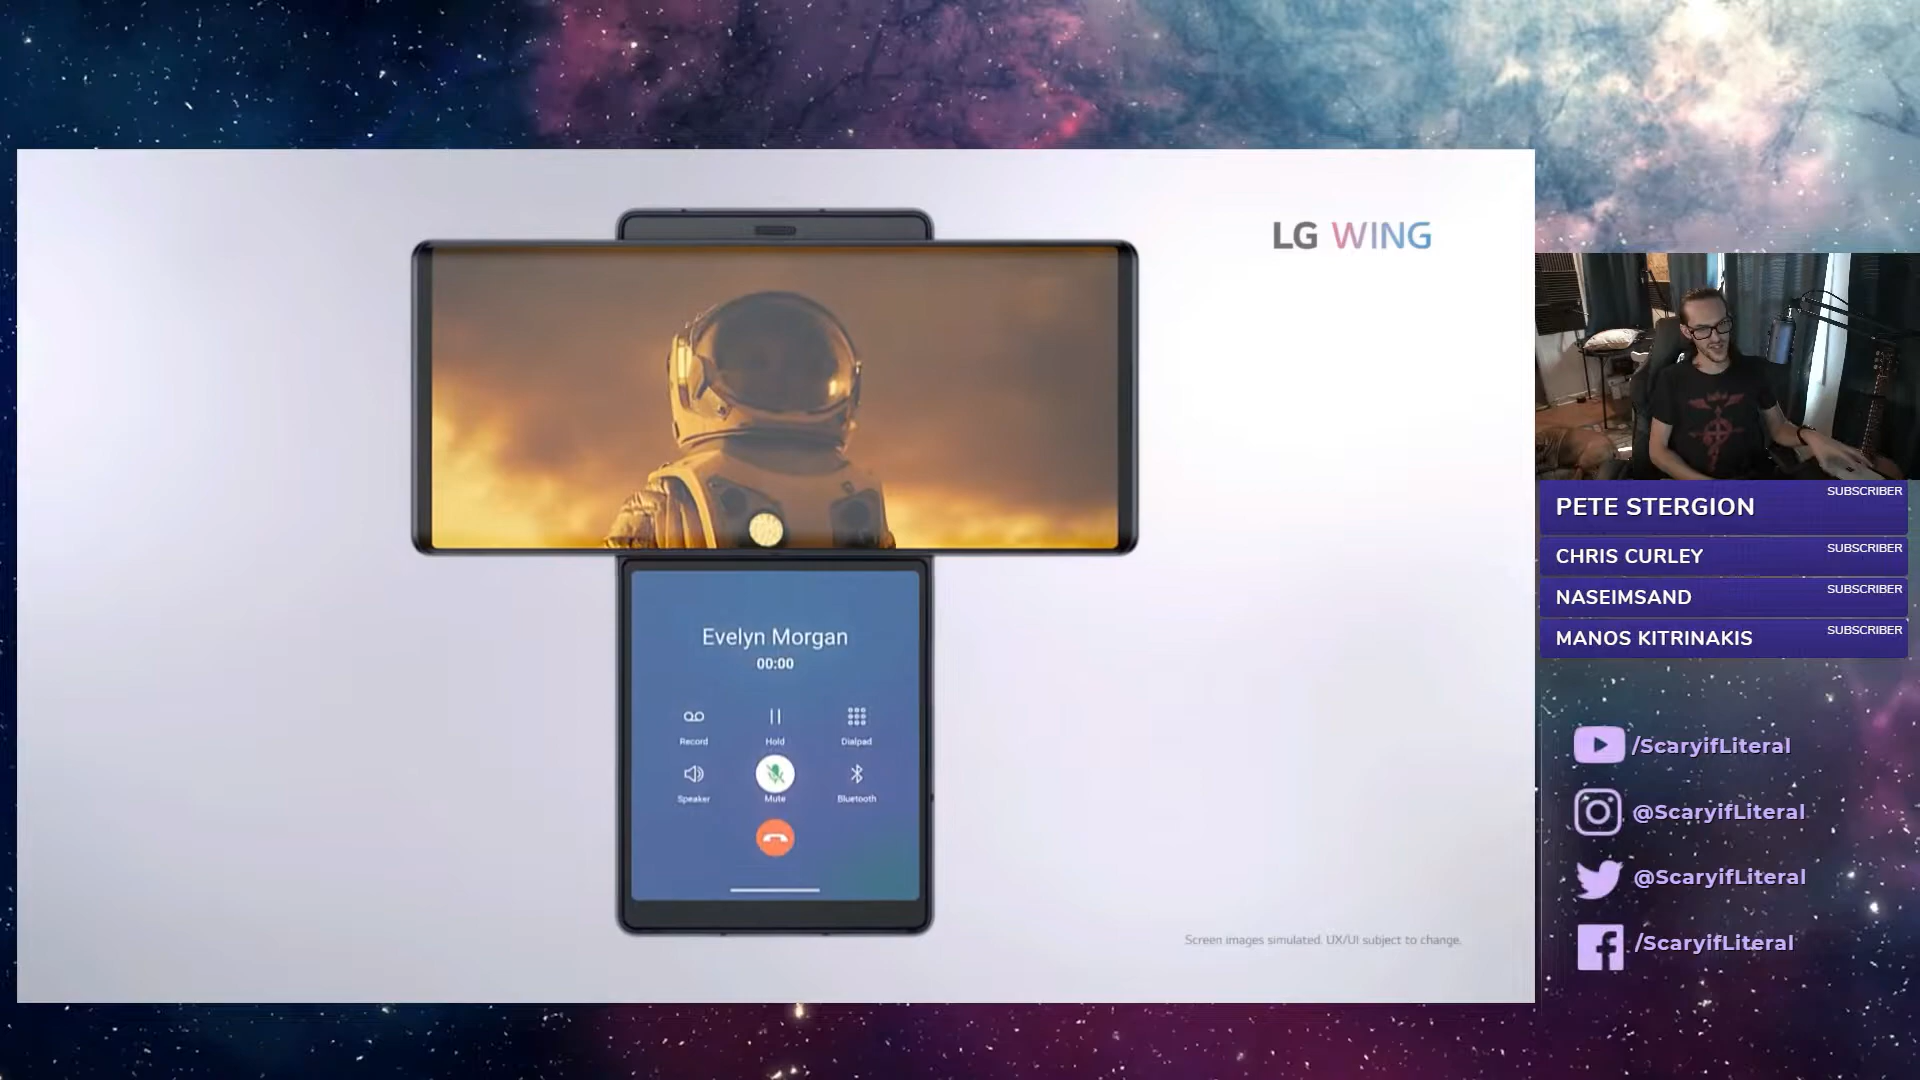 LG WING
Evelyn Morgan
00:00
Record
Hold
Dialpad
Speaker
Mute
Bluetooth
Screen images simulated. UX/UI subject to change.
PETE STERGION
SUBSCRIBER
CHRIS CURLEY
SUBSCRIBER
NASEIMSAND
SUBSCRIBER
MANOS KITRINAKIS
SUBSCRIBER
/ScaryifLiteral
@ScaryifLiteral
@ScaryifLiteral
/ScaryifLiteral